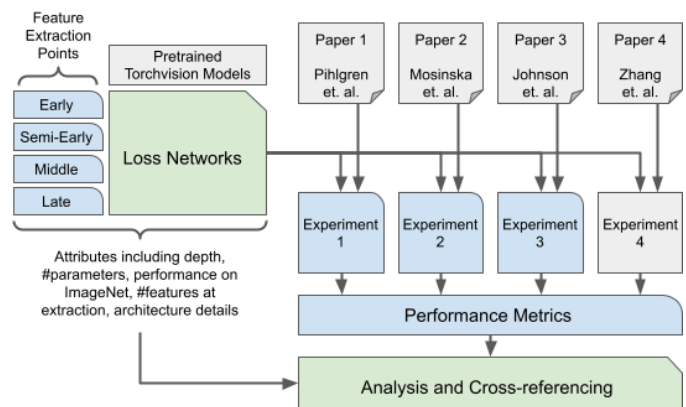 Feature
Extraction
Points
Pretrained
Torchvision Models
Early
Semi-Early
Middle
Late
Loss Networks
Attributes including depth,
#parameters, performance on
ImageNet, #features at
extraction, architecture details
Paper 1
Pihlgren
et. al.
Paper 2
Mosinska
et. al.
Paper 3
Johnson
et. al.
Paper 4
Zhang
et. al.
Experiment
1
Experiment
2
Experiment
3
Experiment
4
Performance Metrics
Analysis and Cross-referencing